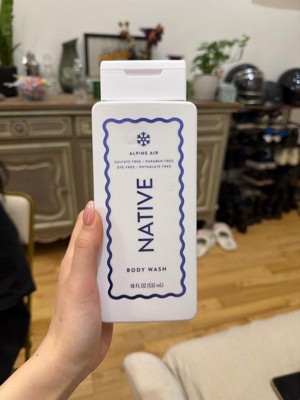 ALPINE AIR
SULFATE FREE • PARABEN FREE
DYE FREE • PHTHALATE FREE
NATIVE
BODY WASH
18 FL OZ (532 mL)